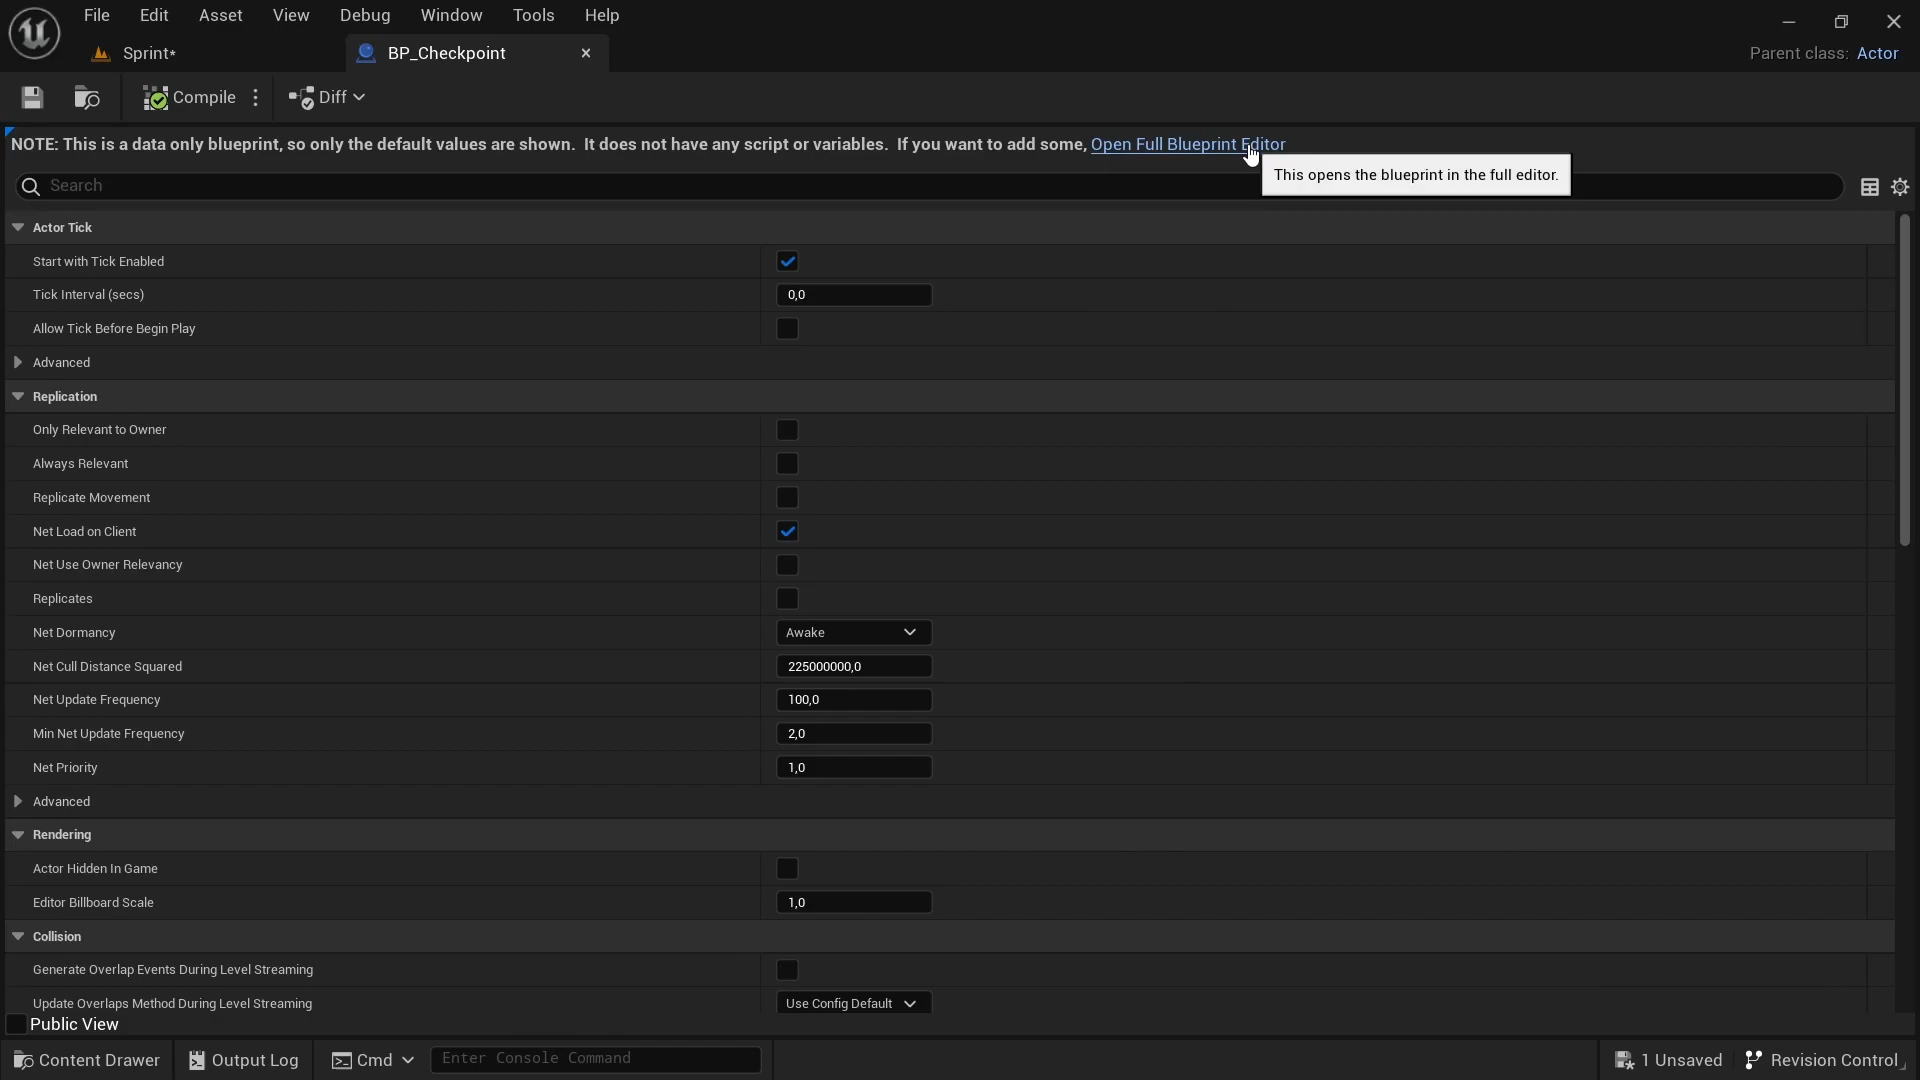 File Edit Asset View Debug Window Tools Help
Sprint* BP_Checkpoint Parent class: Actor
Compile Diff
NOTE: This is a data only blueprint, so only the default values are shown. It does not have any script or variables. If you want to add some, Open Full Blueprint Editor
This opens the blueprint in the full editor.
Search
Actor Tick
Start with Tick Enabled
Tick Interval (secs) 0,0
Allow Tick Before Begin Play
Advanced
Replication
Only Relevant to Owner
Always Relevant
Replicate Movement
Net Load on Client
Net Use Owner Relevancy
Replicates
Net Dormancy Awake
Net Cull Distance Squared 225000000,0
Net Update Frequency 100,0
Min Net Update Frequency 2,0
Net Priority 1,0
Advanced
Rendering
Actor Hidden In Game
Editor Billboard Scale 1,0
Collision
Generate Overlap Events During Level Streaming
Update Overlaps Method During Level Streaming Use Config Default
Public View
Content Drawer Output Log Cmd Enter Console Command 1 Unsaved Revision Control